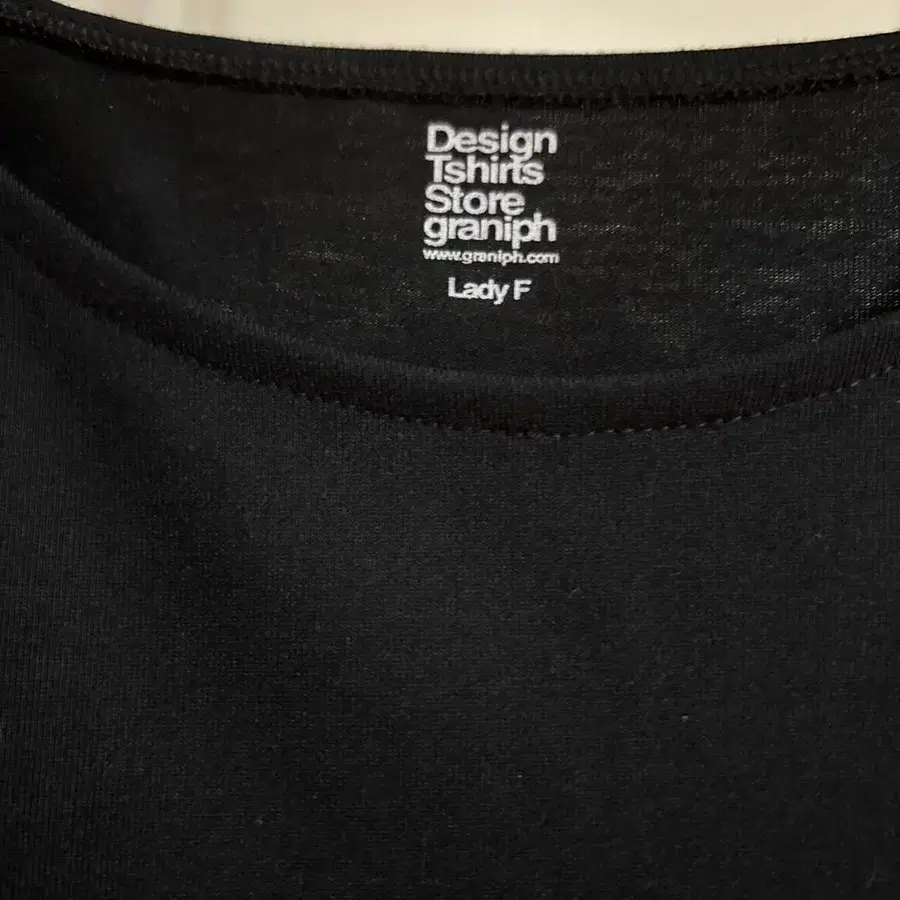 Design
Tshirts
Store
graniph
www.graniph.com
Lady F